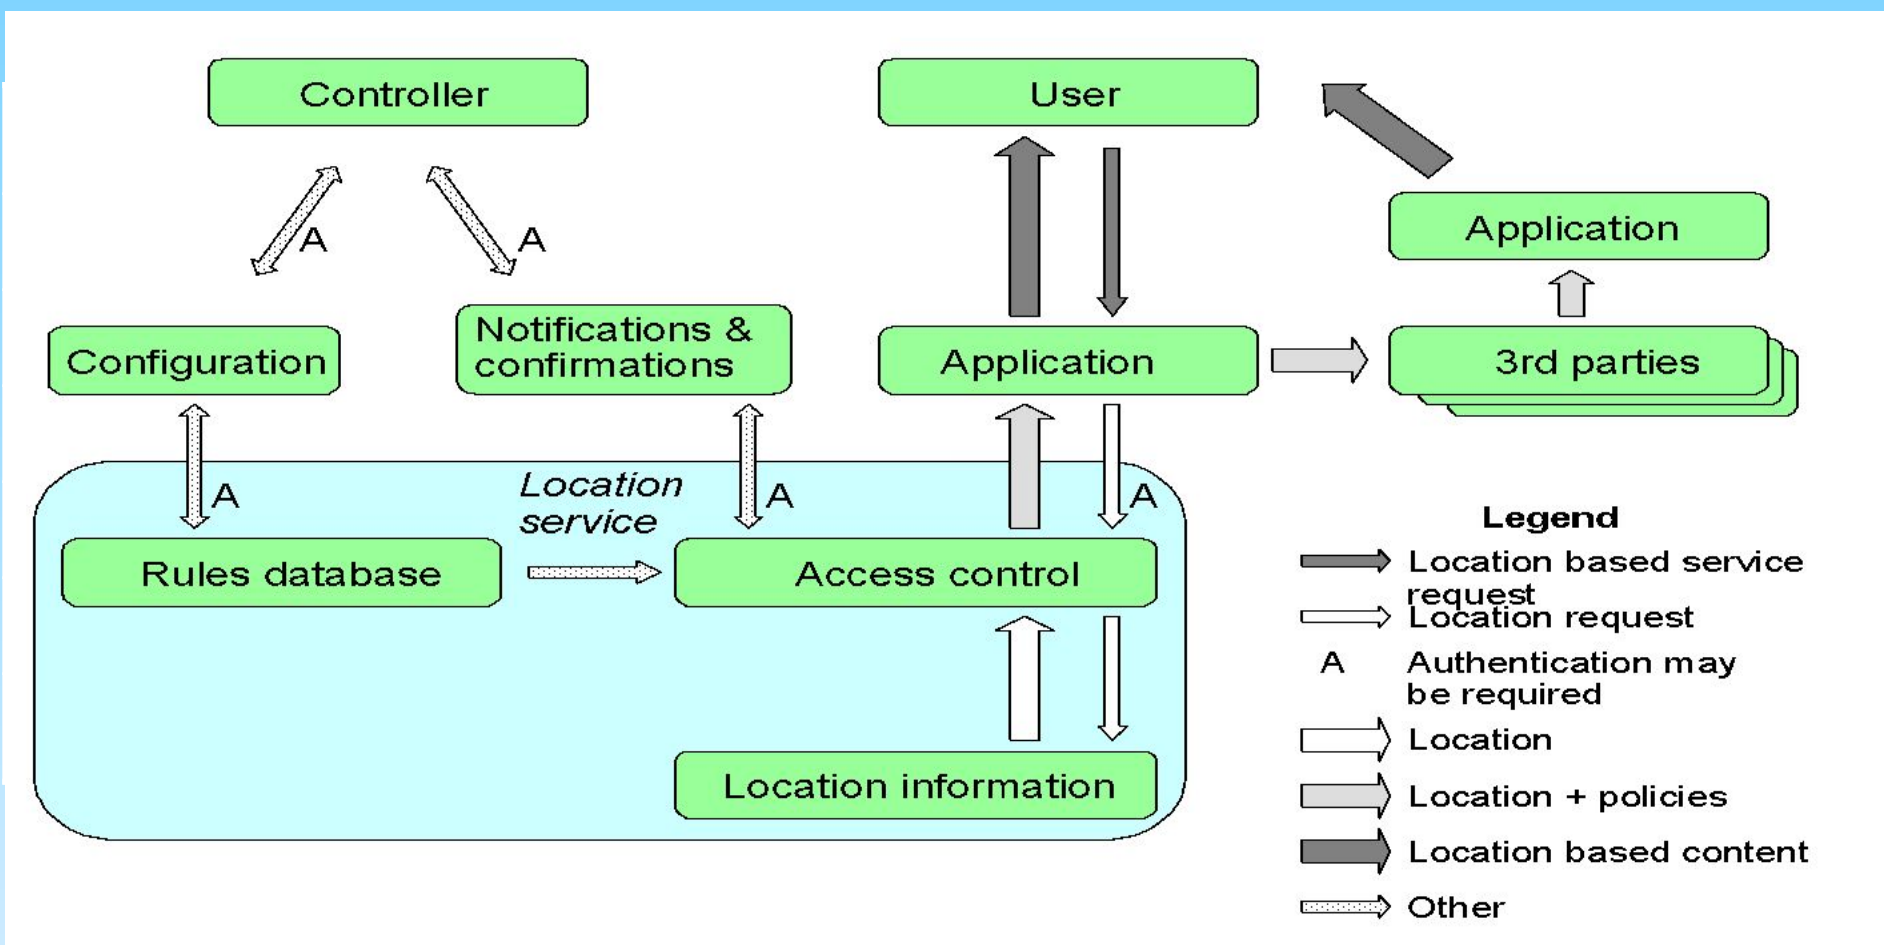 Controller
User
A
A
Application
Configuration
Notifications &
confirmations
Application
3rd parties
A
Location
service
A
A
Rules database
Access control
Location information
Legend
Location based service
request
Location request
A Authentication may
be required
Location
Location + policies
Location based content
Other